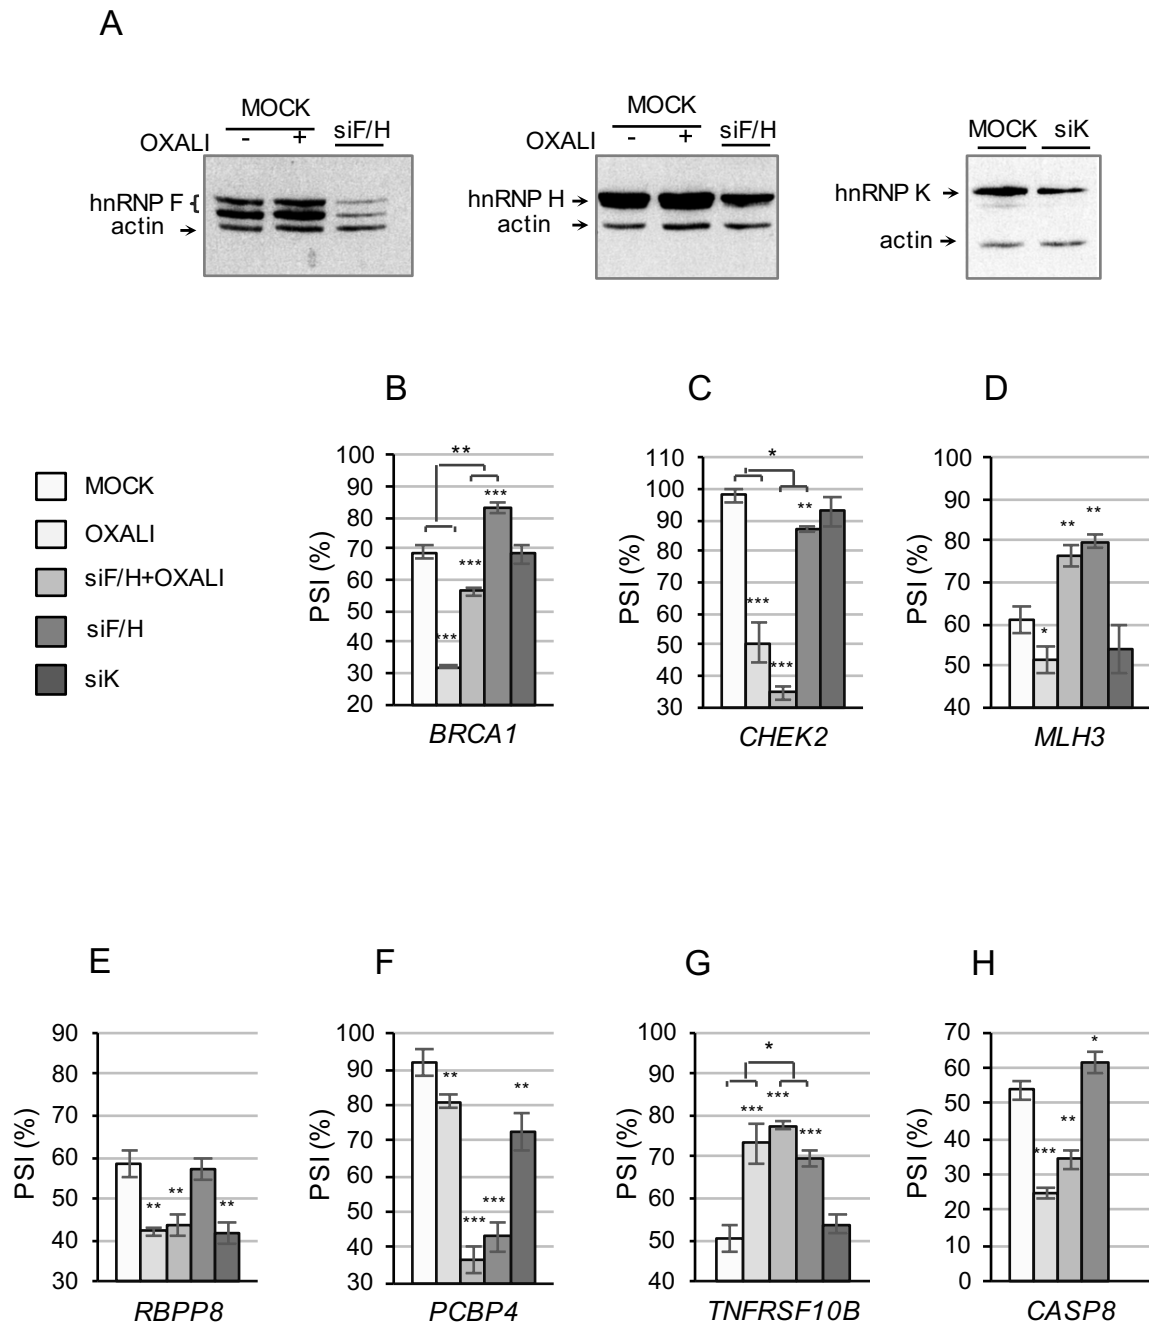 A
MOCK
OXALI - + siF/H
hnRNP F
actin
MOCK
OXALI - + siF/H
hnRNP H
actin
MOCK siK
hnRNP K
actin
MOCK
OXALI
siF/H+OXALI
siF/H
siK
B
PSI (%)
100
90
80
70
60
50
40
30
20
**
***
***
***
BRCA1
C
PSI (%)
110
100
90
80
70
60
50
40
30
*
**
***
***
CHEK2
D
PSI (%)
100
90
80
70
60
50
40
**
**
*
MLH3
E
PSI (%)
90
80
70
60
50
40
30
**
**
**
RBPP8
F
PSI (%)
100
90
80
70
60
50
40
30
**
**
***
***
PCBP4
G
PSI (%)
100
90
80
70
60
50
40
*
***
***
***
TNFRSF10B
H
PSI (%)
70
60
50
40
30
20
10
0
*
**
***
CASP8